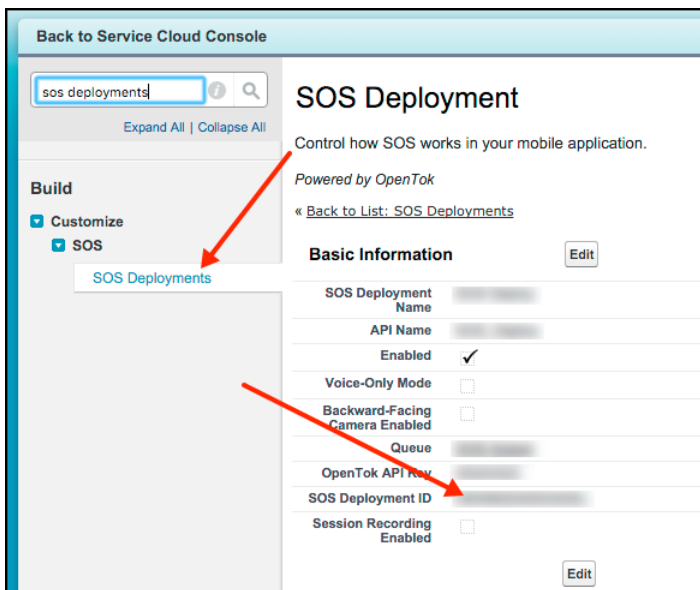 Back to Service Cloud Console
sos deployments
Expand All | Collapse All
Build
Customize
SOS
SOS Deployments
SOS Deployment
Control how SOS works in your mobile application.
Powered by OpenTok
« Back to List: SOS Deployments
Basic Information
Edit
SOS Deployment
Name
API Name
Enabled
Voice-Only Mode
Backward-Facing
Camera Enabled
Queue
OpenTok API Key
SOS Deployment ID
Session Recording
Enabled
Edit